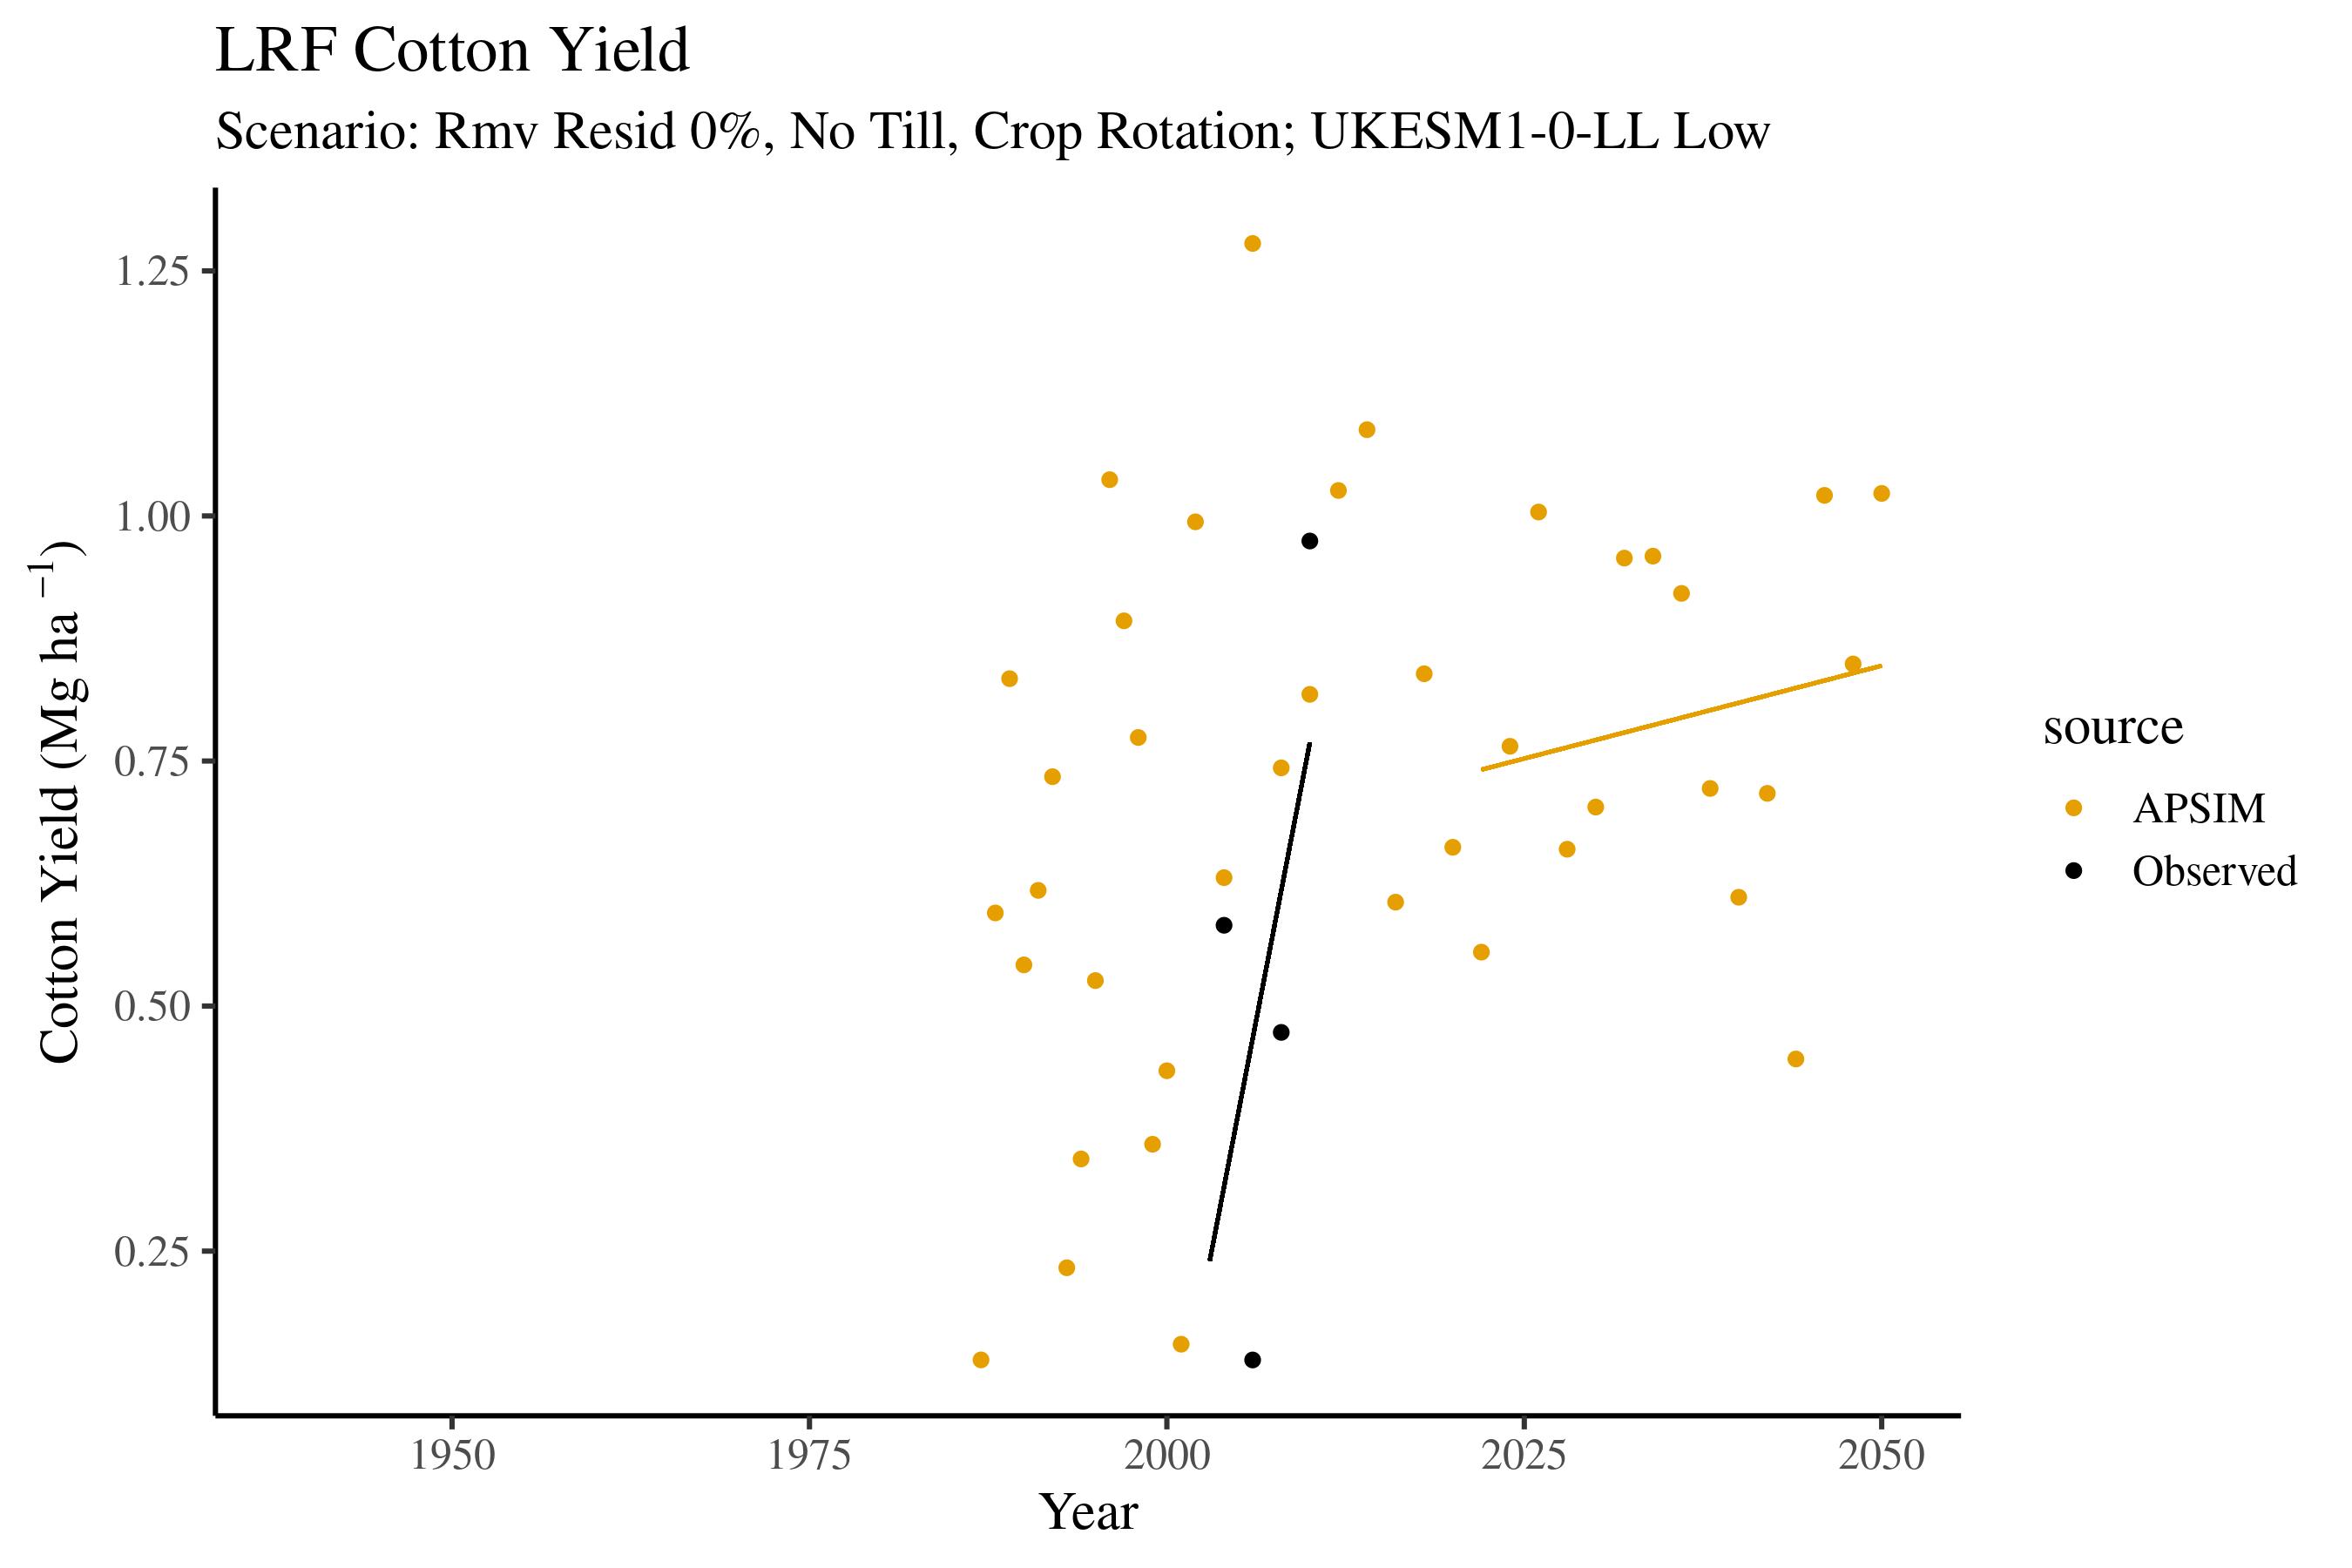 LRF Cotton Yield
Scenario: Rmv Resid 0%, No Till, Crop Rotation; UKESM1-0-LL Low
Cotton Yield (Mg ha −1)
1.25
1.00
0.75
0.50
0.25
1950 1975 2000 2025 2050
Year
source
APSIM
Observed